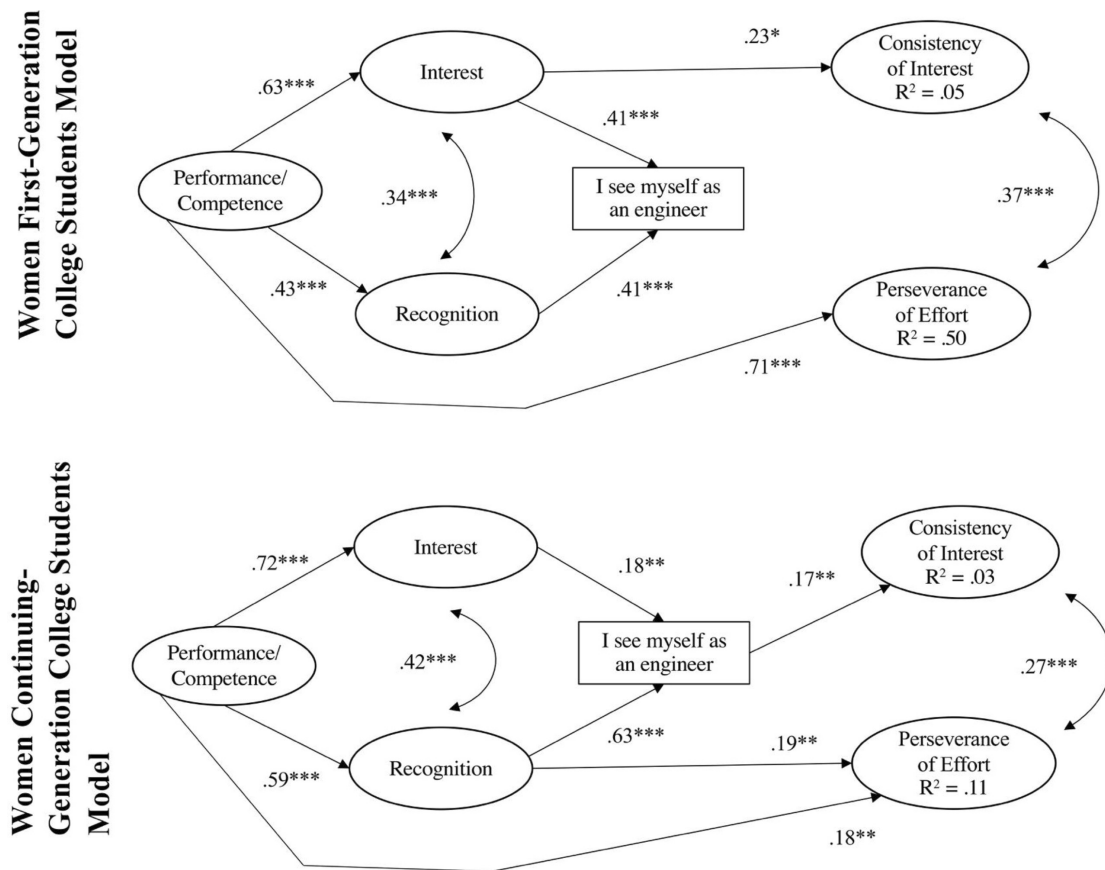 Women First-Generation
College Students Model
.23*
Consistency
of Interest
R² = .05
Interest
.63***
.41***
Performance/
Competence
.34***
I see myself as
an engineer
.37***
.43***
Recognition
.41***
Perseverance
of Effort
R² = .50
.71***
Women Continuing-
Generation College Students
Model
Consistency
of Interest
R² = .03
Interest
.72***
.18**
.17**
Performance/
Competence
.42***
I see myself as
an engineer
.27***
.63***
.19**
Perseverance
of Effort
R² = .11
.59***
Recognition
.18**